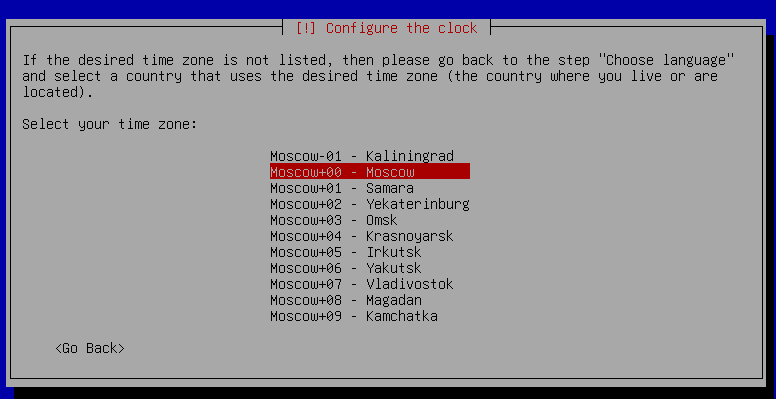 [!] Configure the clock
If the desired time zone is not listed, then please go back to the step "Choose language"
and select a country that uses the desired time zone (the country where you live or are
located).
Select your time zone:
Moscow-01 - Kaliningrad
Moscow+00 - Moscow
Moscow+01 - Samara
Moscow+02 - Yekaterinburg
Moscow+03 - Omsk
Moscow+04 - Krasnoyarsk
Moscow+05 - Irkutsk
Moscow+06 - Yakutsk
Moscow+07 - Vladivostok
Moscow+08 - Magadan
Moscow+09 - Kamchatka
<Go Back>